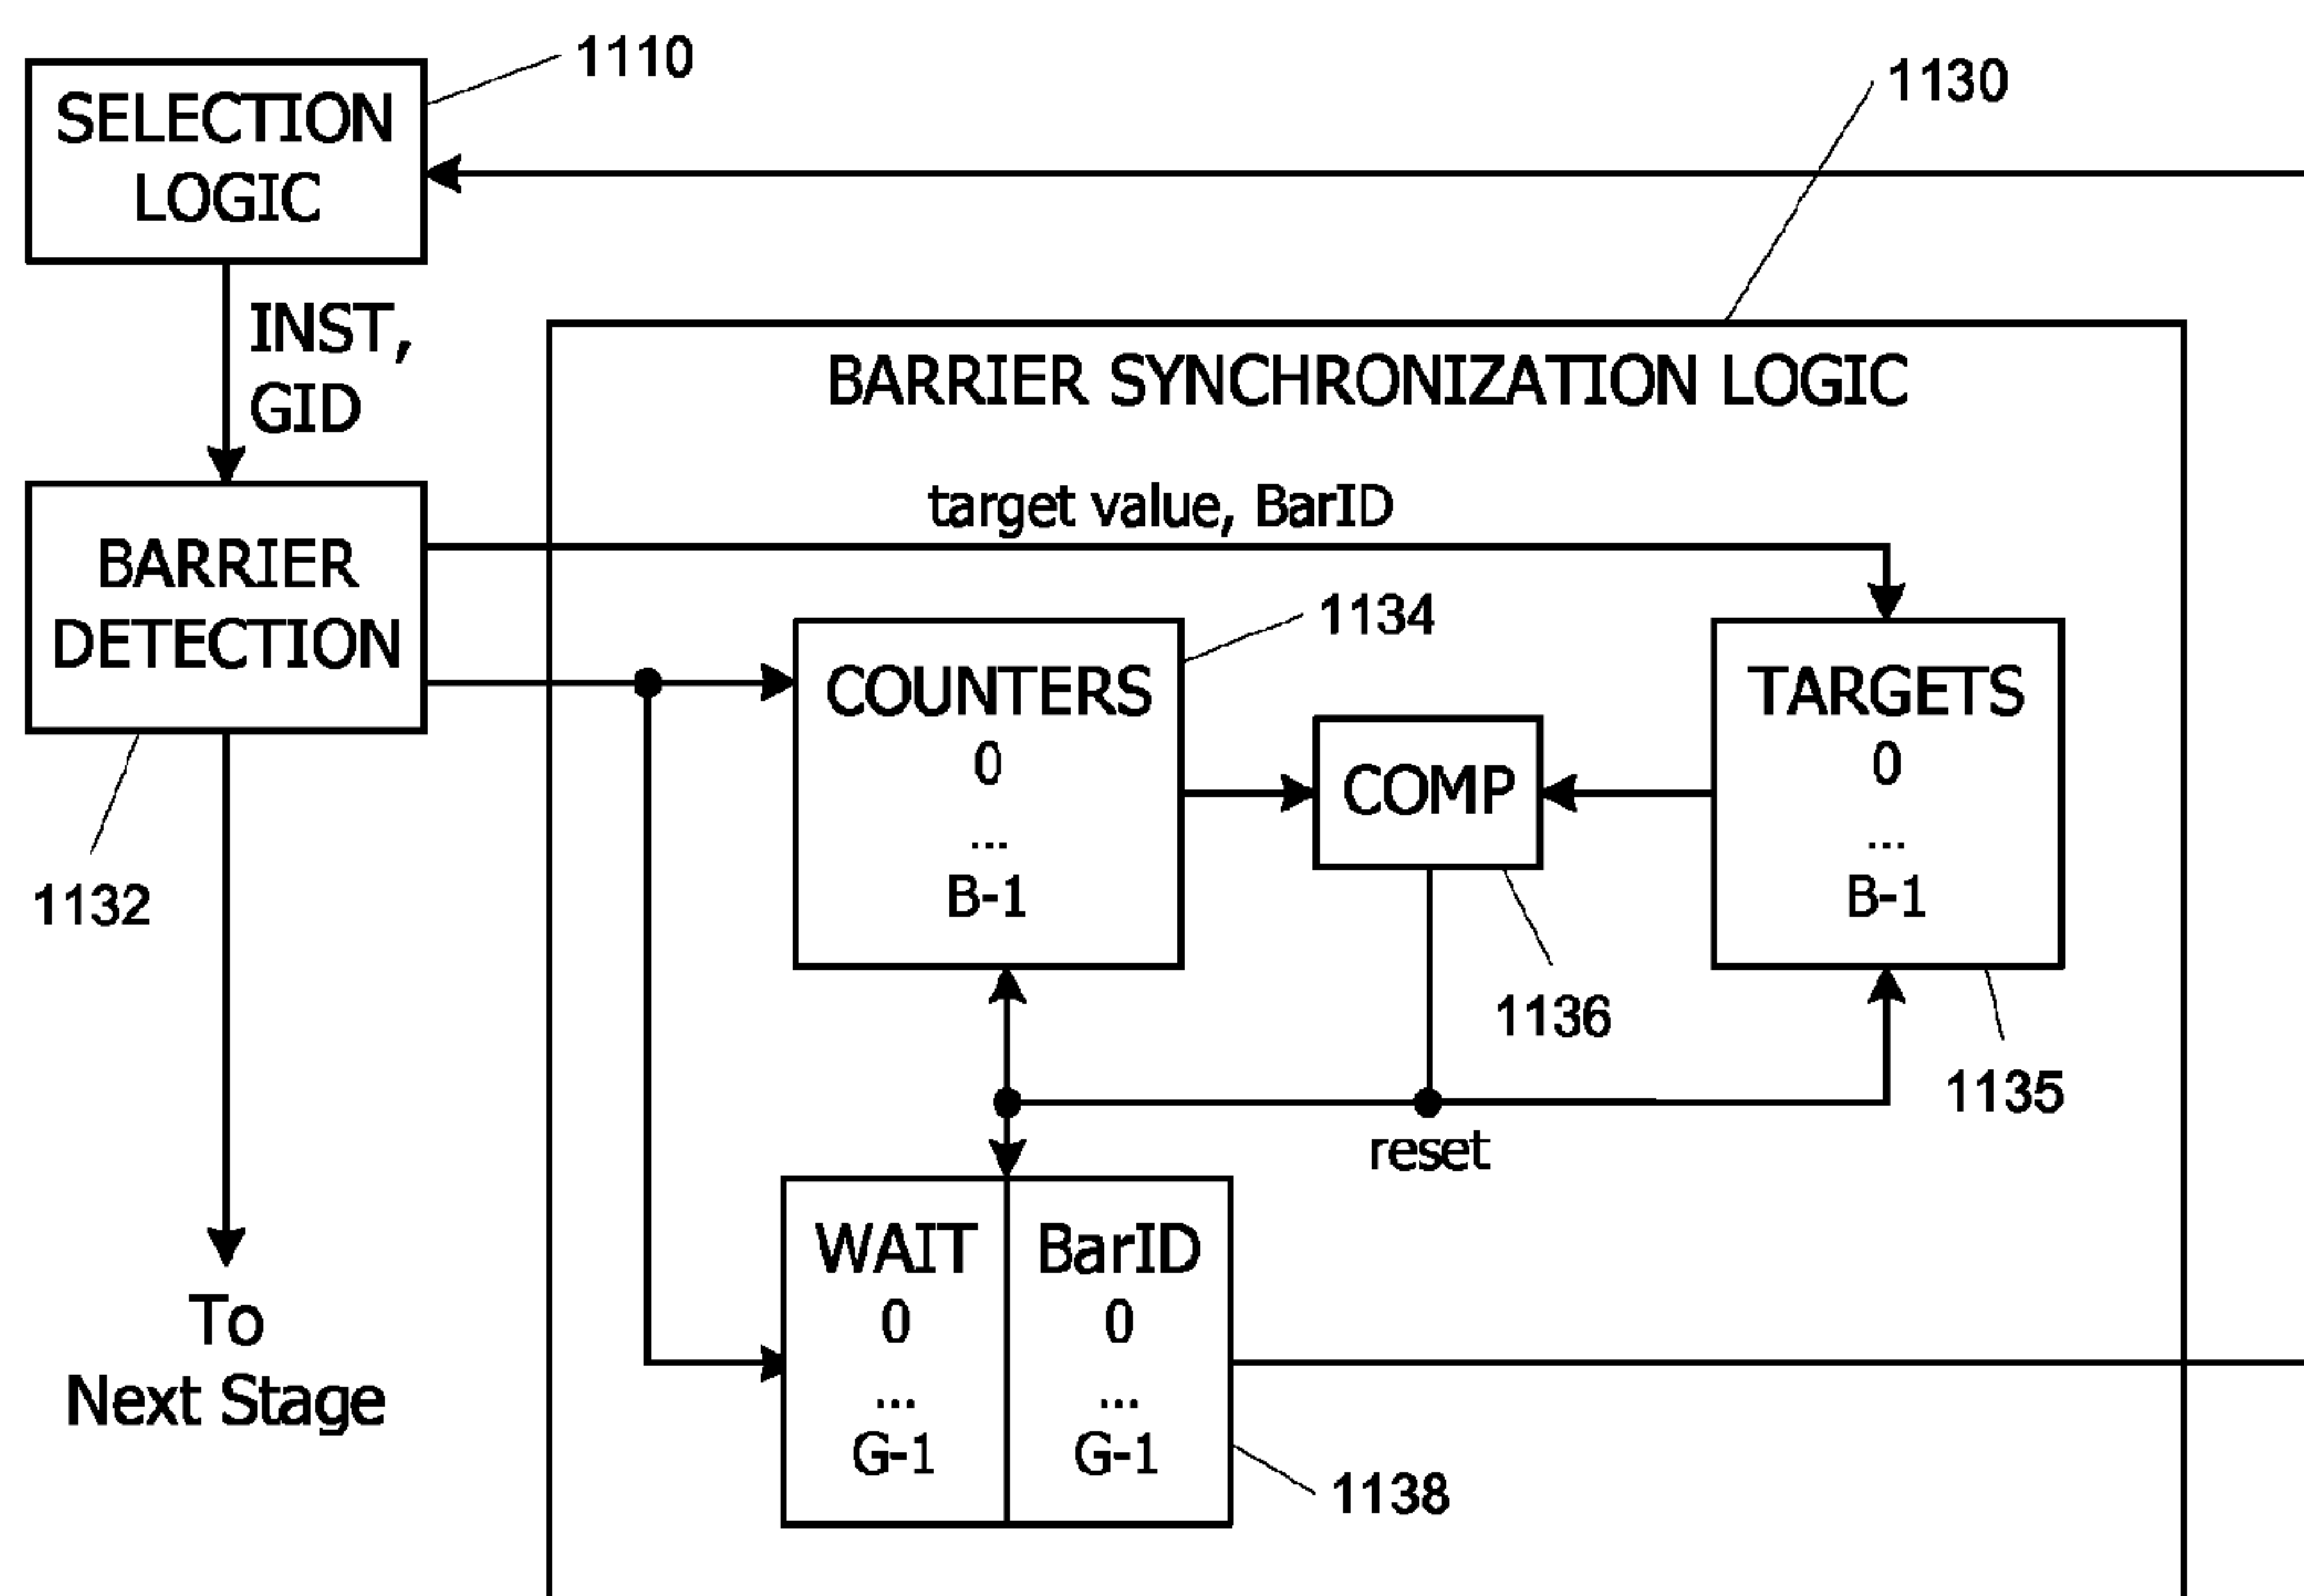 1110
SELECTION
LOGIC
1130
INST,
GID
BARRIER SYNCHRONIZATION LOGIC
target value, BarID
BARRIER
DETECTION
1132
1134
COUNTERS
0
...
B-1
COMP
1136
TARGETS
0
...
B-1
1135
reset
WAIT
0
...
G-1
BarID
0
...
G-1
1138
To
Next Stage